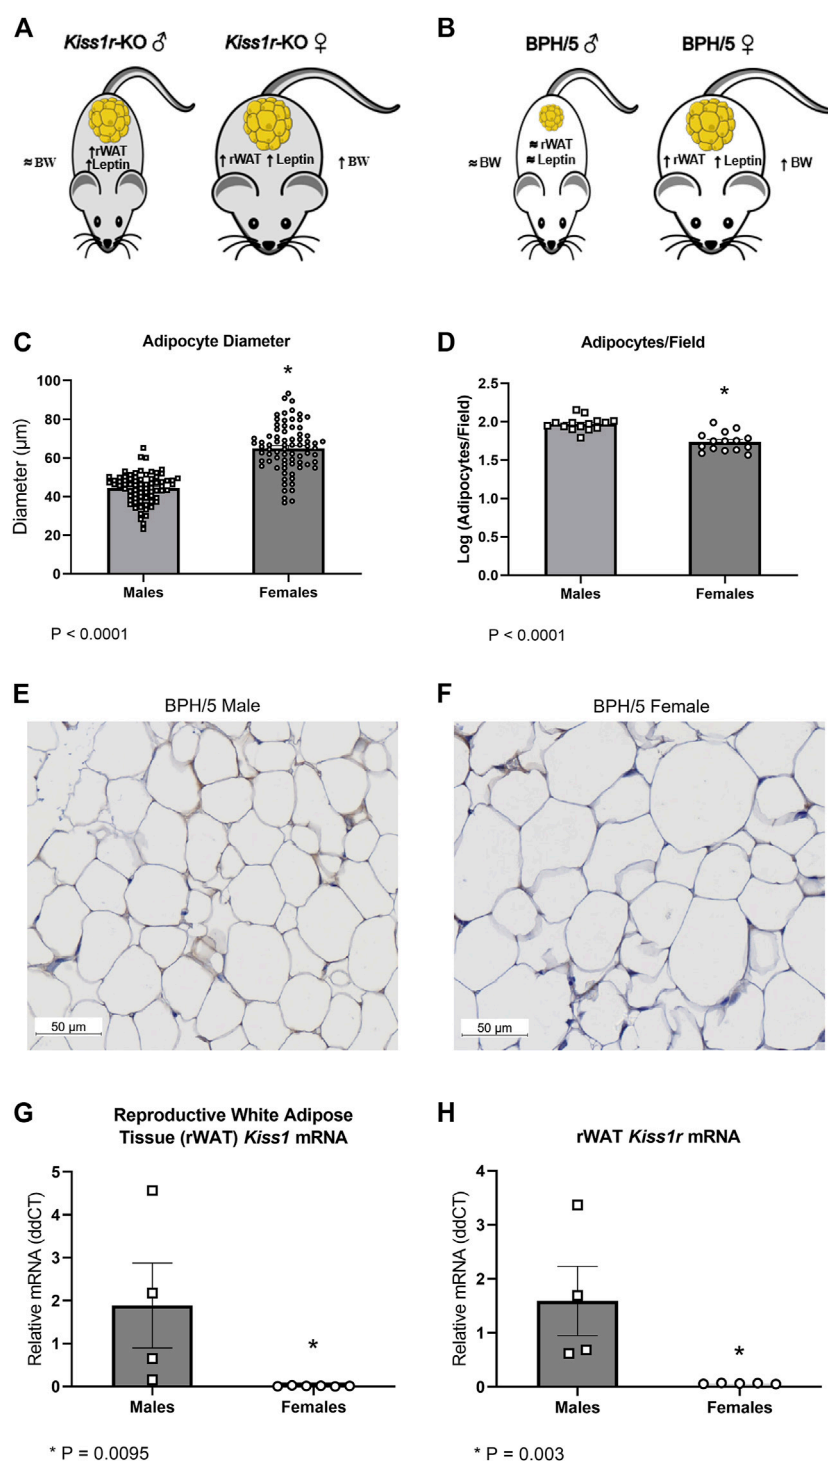 A
Kiss1r-KO ♂
Kiss1r-KO ♀
≈ BW
↑rWAT
↑Leptin
↑ rWAT ↑ Leptin
↑ BW
B
BPH/5 ♂
BPH/5 ♀
≈ BW
≈ rWAT
≈ Leptin
↑ rWAT ↑ Leptin
↑ BW
C
Adipocyte Diameter
Diameter (µm)
100
80
60
40
20
0
*
Males
Females
P < 0.0001
D
Adipocytes/Field
Log (Adipocytes/Field)
2.5
2.0
1.5
1.0
0.5
0.0
*
Males
Females
P < 0.0001
E
BPH/5 Male
50 µm
F
BPH/5 Female
50 µm
G
Reproductive White Adipose
Tissue (rWAT) Kiss1 mRNA
Relative mRNA (ddCT)
5
4
3
2
1
0
*
Males
Females
* P = 0.0095
H
rWAT Kiss1r mRNA
Relative mRNA (ddCT)
4
3
2
1
0
*
Males
Females
* P = 0.003